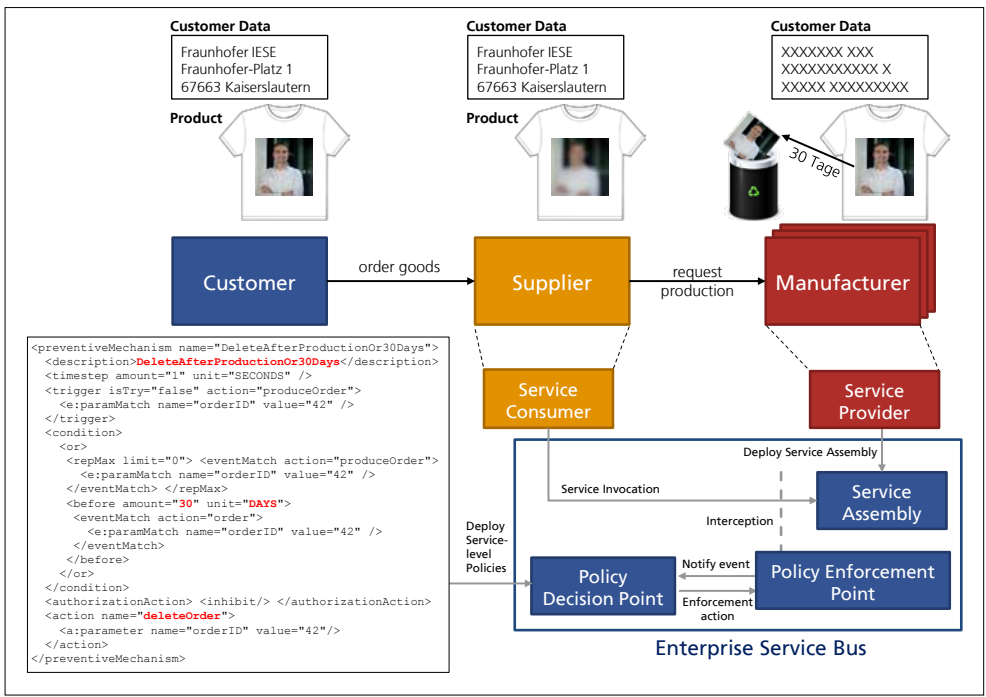 Customer Data
Customer Data
Customer Data
Fraunhofer IESE
Fraunhofer-Platz 1
67663 Kaiserslautern
Fraunhofer IESE
Fraunhofer-Platz 1
67663 Kaiserslautern
XXXXXXX XXX
XXXXXXXXXXX X
XXXXX XXXXXXXXX
Product
Product
30 Tage
Customer
order goods
Supplier
request
production
Manufacturer
<preventiveMechanism name="DeleteAfterProductionOr30Days">
<description>DeleteAfterProductionOr30Days</description>
<timestep amount="1" unit="SECONDS" />
<trigger isTry="false" action="produceOrder">
<e:paramMatch name="orderID" value="42" />
</trigger>
<condition>
<or>
<repMax limit="0"> <eventMatch action="produceOrder">
<e:paramMatch name="orderID" value="42" />
</eventMatch> </repMax>
<before amount="30" unit="DAYS">
<eventMatch action="order">
<e:paramMatch name="orderID" value="42" />
</eventMatch>
</before>
</or>
</condition>
<authorizationAction> <inhibit/> </authorizationAction>
<action name="deleteOrder">
<a:parameter name="orderID" value="42"/>
</action>
</preventiveMechanism>
Service
Consumer
Service
Provider
Deploy Service Assembly
Service Invocation
Service
Assembly
Interception
Deploy
Service-
level
Policies
Policy
Decision Point
Notify event
Enforcement
action
Policy Enforcement
Point
Enterprise Service Bus